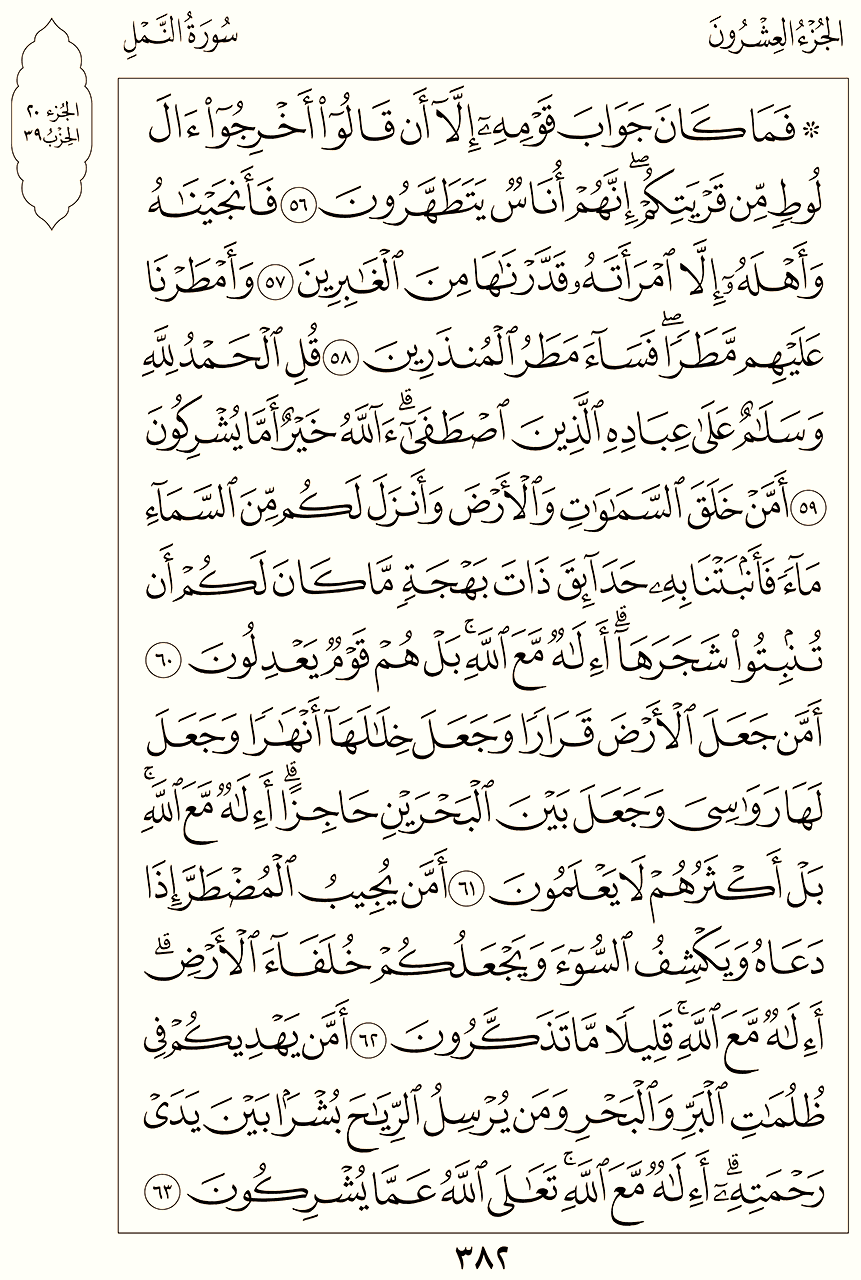 الجُزْءُ العِشْرُونَ
سُورَةُ النَّمْلِ
الجُزء ٢٠
الحِزْبُ ٣٩
۞ فَمَا كَانَ جَوَابَ قَوْمِهِۦٓ إِلَّآ أَن قَالُوٓا۟ أَخْرِجُوٓا۟ ءَالَ
لُوطٍ مِّن قَرْيَتِكُمْ ۖ إِنَّهُمْ أُنَاسٌ يَتَطَهَّرُونَ ٥٦ فَأَنجَيْنَـٰهُ
وَأَهْلَهُۥٓ إِلَّا ٱمْرَأَتَهُۥ قَدَّرْنَـٰهَا مِنَ ٱلْغَـٰبِرِينَ ٥٧ وَأَمْطَرْنَا
عَلَيْهِم مَّطَرًا ۖ فَسَآءَ مَطَرُ ٱلْمُنذَرِينَ ٥٨ قُلِ ٱلْحَمْدُ لِلَّهِ
وَسَلَـٰمٌ عَلَىٰ عِبَادِهِ ٱلَّذِينَ ٱصْطَفَىٰٓ ۗ ءَآللَّهُ خَيْرٌ أَمَّا يُشْرِكُونَ
٥٩ أَمَّنْ خَلَقَ ٱلسَّمَـٰوَٰتِ وَٱلْأَرْضَ وَأَنزَلَ لَكُم مِّنَ ٱلسَّمَآءِ
مَآءً فَأَنۢبَتْنَا بِهِۦ حَدَآئِقَ ذَاتَ بَهْجَةٍ مَّا كَانَ لَكُمْ أَن
تُنۢبِتُوا۟ شَجَرَهَآ ۗ أَءِلَـٰهٌ مَّعَ ٱللَّهِ ۚ بَلْ هُمْ قَوْمٌ يَعْدِلُونَ ٦٠
أَمَّن جَعَلَ ٱلْأَرْضَ قَرَارًا وَجَعَلَ خِلَـٰلَهَآ أَنْهَـٰرًا وَجَعَلَ
لَهَا رَوَٰسِىَ وَجَعَلَ بَيْنَ ٱلْبَحْرَيْنِ حَاجِزًا ۗ أَءِلَـٰهٌ مَّعَ ٱللَّهِ ۚ
بَلْ أَكْثَرُهُمْ لَا يَعْلَمُونَ ٦١ أَمَّن يُجِيبُ ٱلْمُضْطَرَّ إِذَا
دَعَاهُ وَيَكْشِفُ ٱلسُّوٓءَ وَيَجْعَلُكُمْ خُلَفَآءَ ٱلْأَرْضِ ۗ
أَءِلَـٰهٌ مَّعَ ٱللَّهِ ۚ قَلِيلًا مَّا تَذَكَّرُونَ ٦٢ أَمَّن يَهْدِيكُمْ فِى
ظُلُمَـٰتِ ٱلْبَرِّ وَٱلْبَحْرِ وَمَن يُرْسِلُ ٱلرِّيَـٰحَ بُشْرًۢا بَيْنَ يَدَىْ
رَحْمَتِهِۦٓ ۗ أَءِلَـٰهٌ مَّعَ ٱللَّهِ ۚ تَعَـٰلَى ٱللَّهُ عَمَّا يُشْرِكُونَ ٦٣
٣٨٢